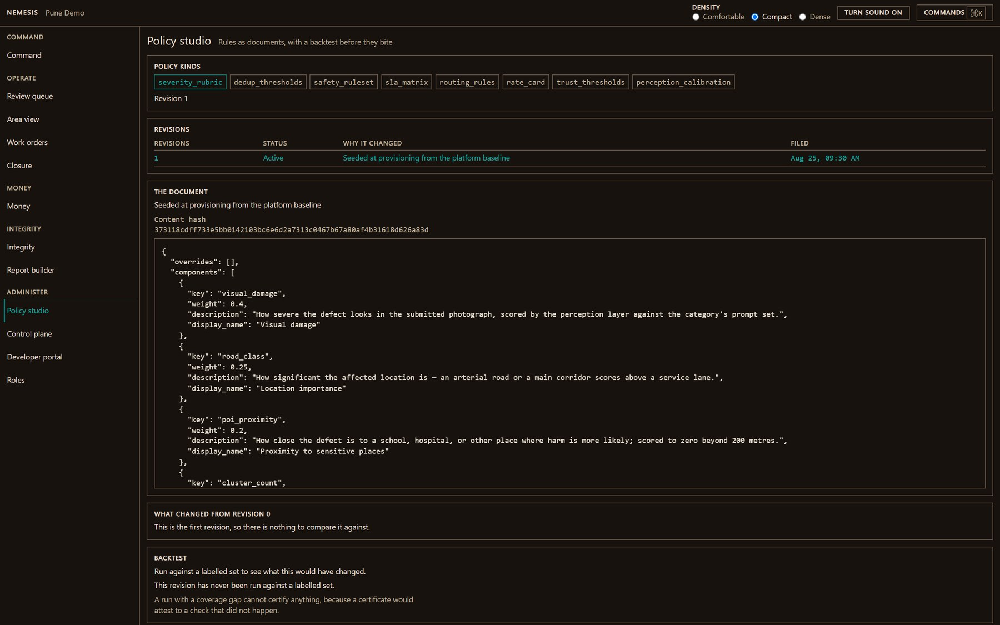 NEMESIS Pune Demo
DENSITY
Comfortable Compact Dense
TURN SOUND ON
COMMANDS ⌘K
COMMAND
Command
OPERATE
Review queue
Area view
Work orders
Closure
MONEY
Money
INTEGRITY
Integrity
Report builder
ADMINISTER
Policy studio
Control plane
Developer portal
Roles
Policy studio Rules as documents, with a backtest before they bite
POLICY KINDS
severity_rubric dedup_thresholds safety_ruleset sla_matrix routing_rules rate_card trust_thresholds perception_calibration
Revision 1
REVISIONS
REVISIONS STATUS WHY IT CHANGED FILED
1 Active Seeded at provisioning from the platform baseline Aug 25, 09:30 AM
THE DOCUMENT
Seeded at provisioning from the platform baseline
Content hash
373118cdff733e5bb0142103bc6e6d2a7313c0467b67a80af4b31618d626a83d
{
"overrides": [],
"components": [
{
"key": "visual_damage",
"weight": 0.4,
"description": "How severe the defect looks in the submitted photograph, scored by the perception layer against the category's prompt set.",
"display_name": "Visual damage"
},
{
"key": "road_class",
"weight": 0.25,
"description": "How significant the affected location is — an arterial road or a main corridor scores above a service lane.",
"display_name": "Location importance"
},
{
"key": "poi_proximity",
"weight": 0.2,
"description": "How close the defect is to a school, hospital, or other place where harm is more likely; scored to zero beyond 200 metres.",
"display_name": "Proximity to sensitive places"
},
{
"key": "cluster_count",
WHAT CHANGED FROM REVISION 0
This is the first revision, so there is nothing to compare it against.
BACKTEST
Run against a labelled set to see what this would have changed.
This revision has never been run against a labelled set.
A run with a coverage gap cannot certify anything, because a certificate would
attest to a check that did not happen.